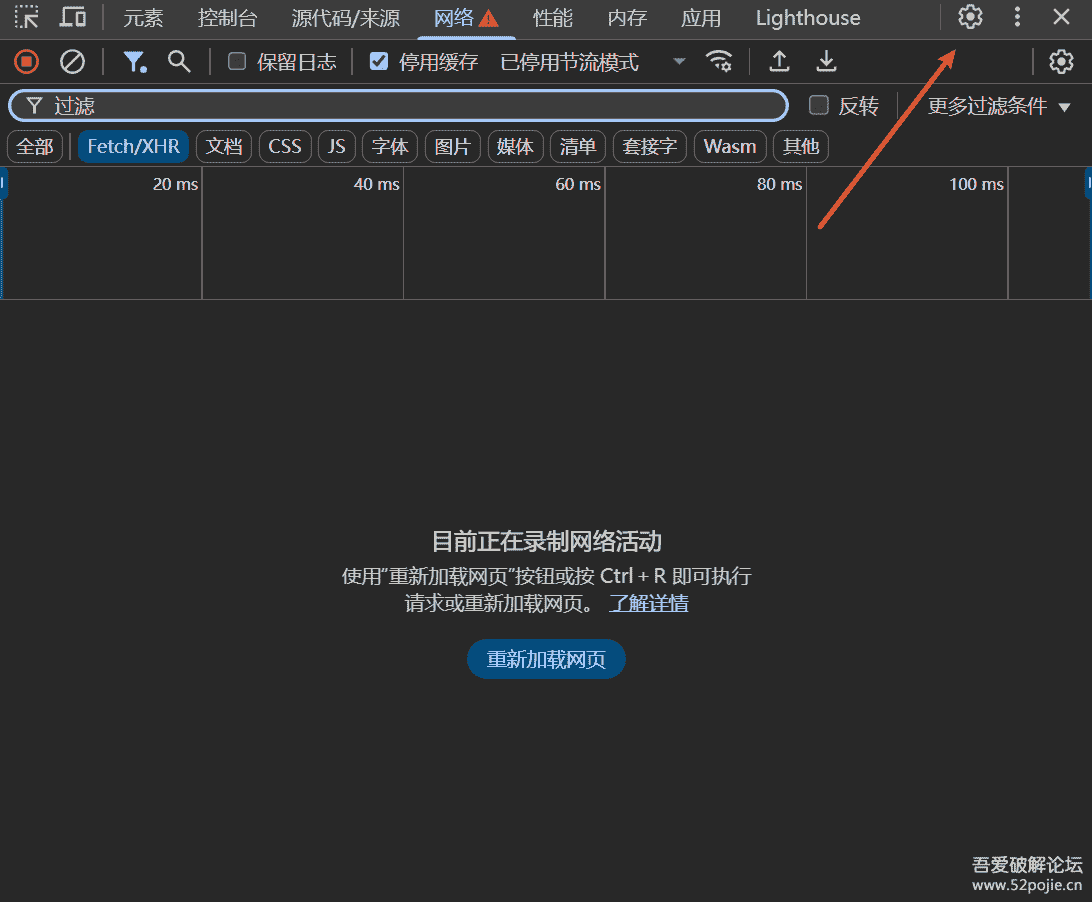 元素 控制台 源代码/来源 网络 性能 内存 应用 Lighthouse
保留日志 停用缓存 已停用节流模式
过滤 反转 更多过滤条件
全部 Fetch/XHR 文档 CSS JS 字体 图片 媒体 清单 套接字 Wasm 其他
20 ms 40 ms 60 ms 80 ms 100 ms
目前正在录制网络活动
使用“重新加载网页”按钮或按 Ctrl + R 即可执行
请求或重新加载网页。 了解详情
重新加载网页
吾爱破解论坛
www.52pojie.cn